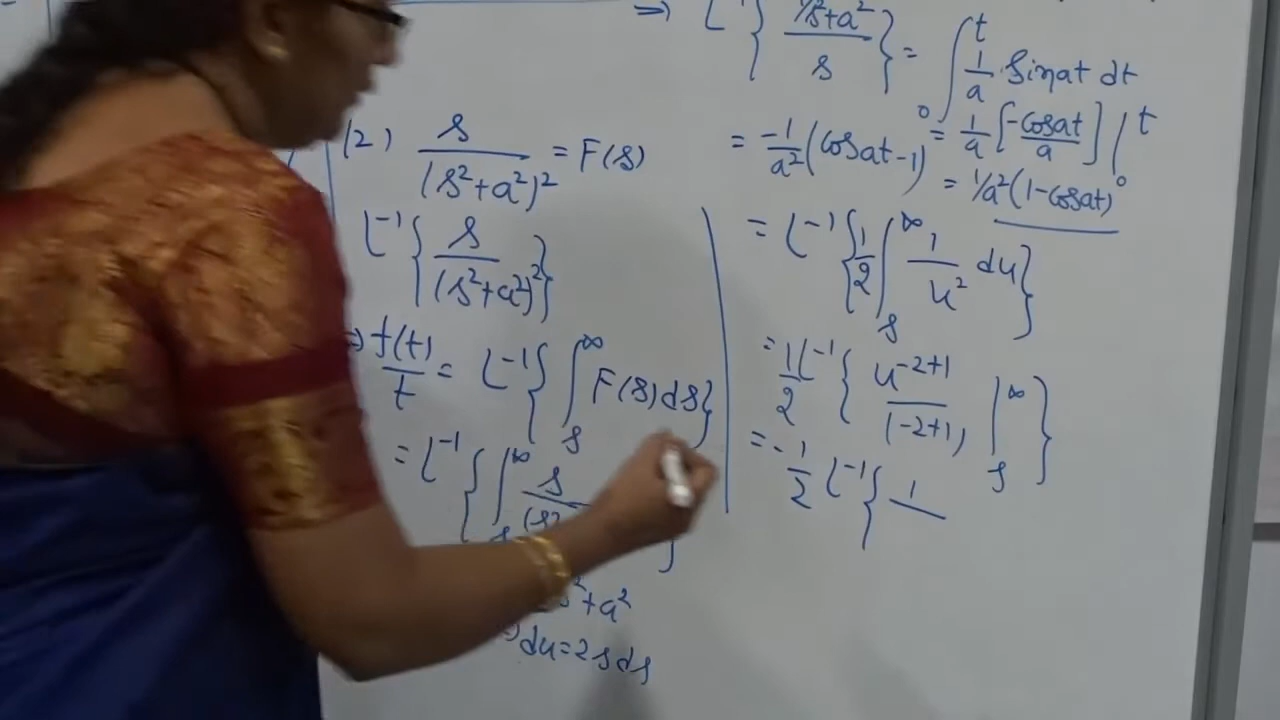 ⇒ L⁻¹ { 1/s²+a² / s } = ∫₀ᵗ 1/a Sin at dt
= 1/a [ -cos at / a ] |₀ᵗ
= -1/a² (cos at - 1)
= 1/a² (1 - cos at)
(2) s / (s²+a²)² = F(s)
L⁻¹ { s / (s²+a²)² }
⇒ f(t)/t = L⁻¹ { ∫ₛ^∞ F(s) ds }
= L⁻¹ { ∫ₛ^∞ s / (s²
s²+a²
⇒ du = 2s ds
= L⁻¹ { 1/2 ∫ₛ^∞ 1/u² du }
= 1/2 L⁻¹ { u⁻²⁺¹ / (-2+1) |ₛ^∞ }
= -1/2 L⁻¹ { 1/